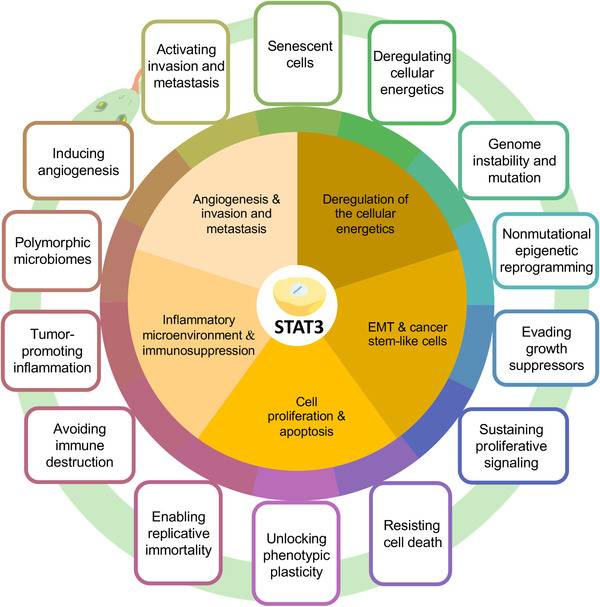 Activating
invasion and
metastasis
Senescent
cells
Deregulating
cellular
energetics
Genome
instability and
mutation
Nonmutational
epigenetic
reprogramming
Evading
growth
suppressors
Sustaining
proliferative
signaling
Resisting
cell death
Unlocking
phenotypic
plasticity
Enabling
replicative
immortality
Avoiding
immune
destruction
Tumor-
promoting
inflammation
Polymorphic
microbiomes
Inducing
angiogenesis
Angiogenesis &
invasion and
metastasis
Deregulation of
the cellular
energetics
EMT & cancer
stem-like cells
Cell
proliferation &
apoptosis
Inflammatory
microenvironment &
immunosuppression
STAT3